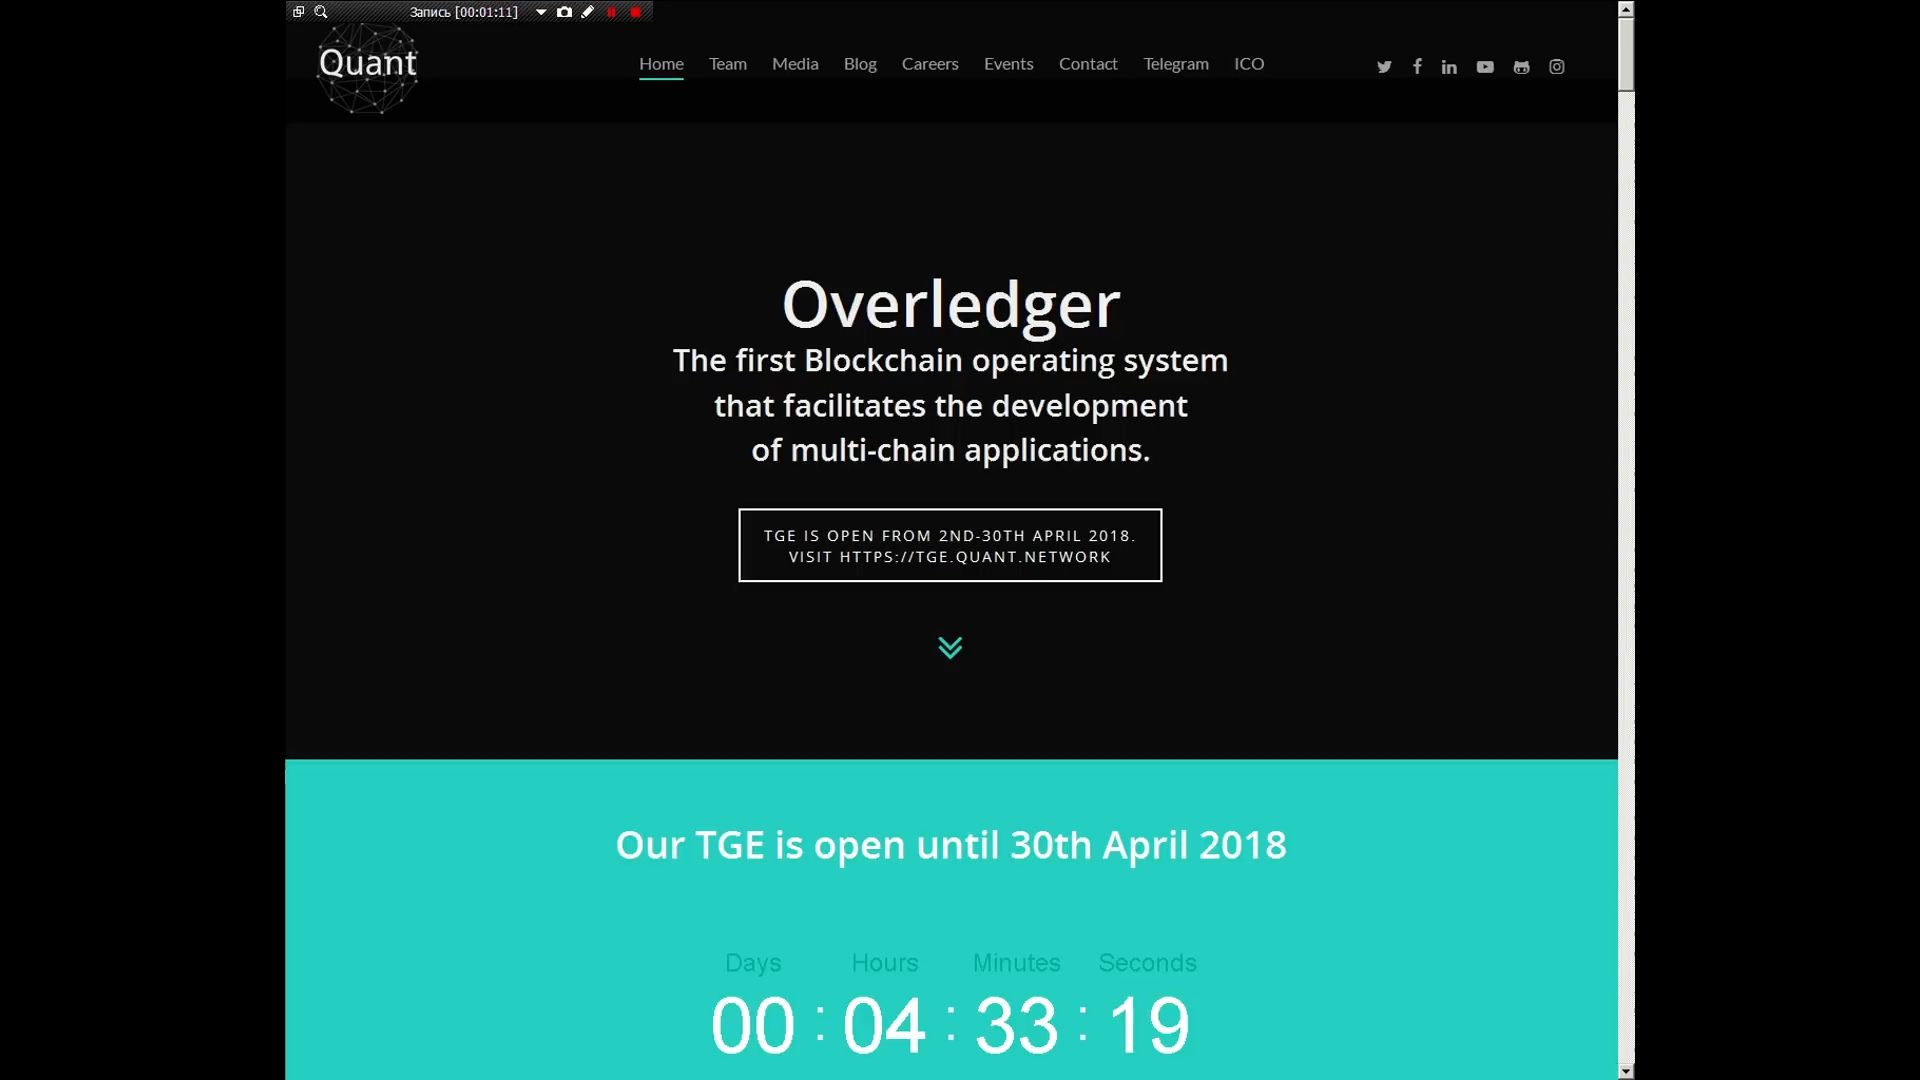 Запись [00:01:11]
Quant
Home Team Media Blog Careers Events Contact Telegram ICO
Overledger
The first Blockchain operating system
that facilitates the development
of multi-chain applications.
TGE IS OPEN FROM 2ND-30TH APRIL 2018.
VISIT HTTPS://TGE.QUANT.NETWORK
Our TGE is open until 30th April 2018
Days Hours Minutes Seconds
00 : 04 : 33 : 19